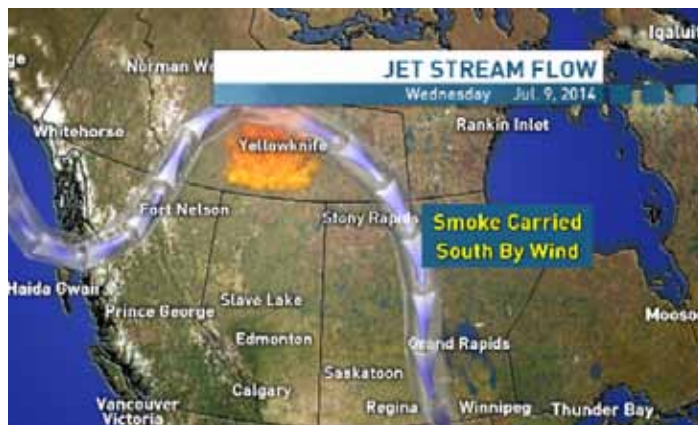 Iqaluit
Norman We
JET STREAM FLOW
Wednesday Jul. 9, 2014
Whitehorse
Rankin Inlet
Yellowknife
Fort Nelson
Stony Rapids
Smoke Carried
South By Wind
Haida Gwaii
Prince George
Slave Lake
Mooso
Edmonton
Grand Rapids
Saskatoon
Calgary
Vancouver
Victoria
Regina
Winnipeg
Thunder Bay